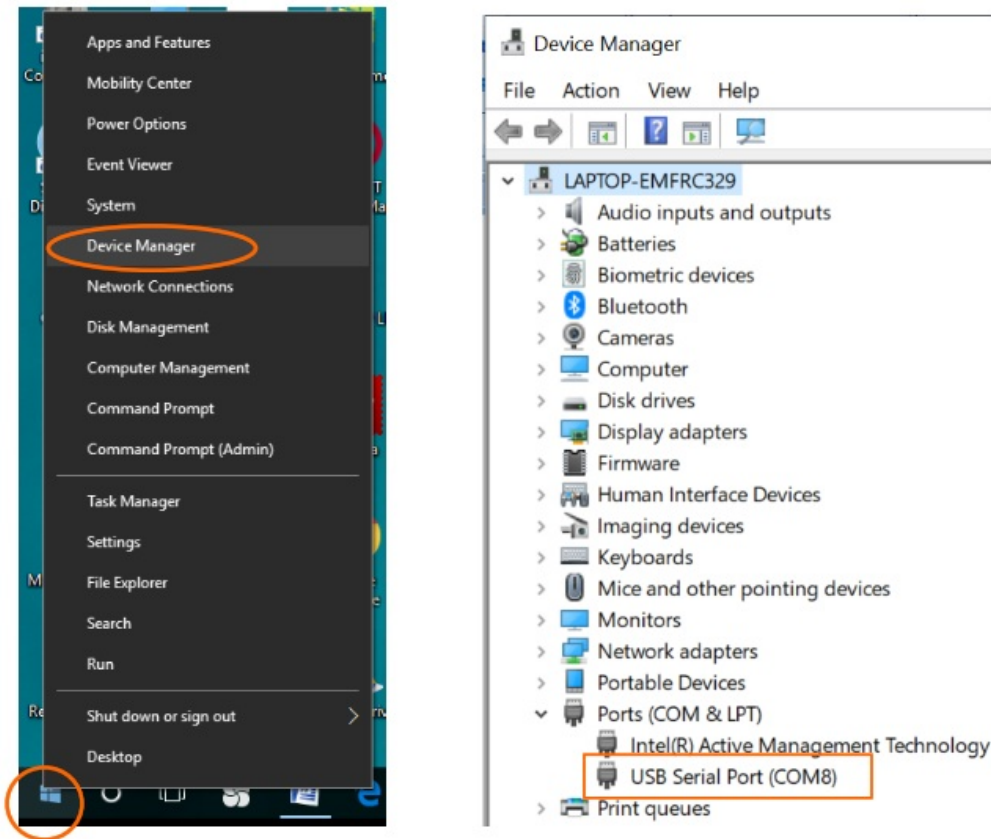 Apps and Features
Mobility Center
Power Options
Event Viewer
System
Device Manager
Network Connections
Disk Management
Computer Management
Command Prompt
Command Prompt (Admin)
Task Manager
Settings
File Explorer
Search
Run
Shut down or sign out
Desktop
Device Manager
File Action View Help
LAPTOP-EMFRC329
Audio inputs and outputs
Batteries
Biometric devices
Bluetooth
Cameras
Computer
Disk drives
Display adapters
Firmware
Human Interface Devices
Imaging devices
Keyboards
Mice and other pointing devices
Monitors
Network adapters
Portable Devices
Ports (COM & LPT)
Intel(R) Active Management Technology
USB Serial Port (COM8)
Print queues